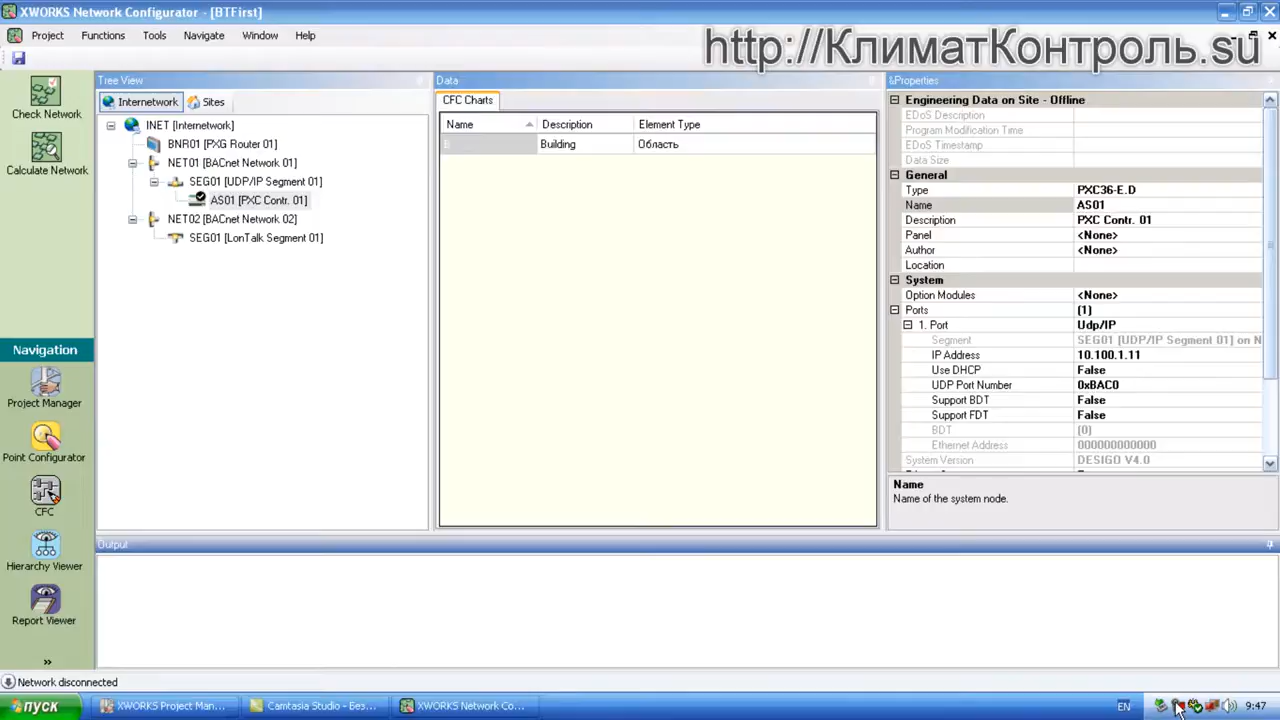 XWORKS Network Configurator - [BTFirst]
Project Functions Tools Navigate Window Help
http://КлиматКонтроль.su
Check Network
Calculate Network
Navigation
Project Manager
Point Configurator
CFC
Hierarchy Viewer
Report Viewer
»
Tree View
Internetwork Sites
INET [Internetwork]
BNR01 [PXG Router 01]
NET01 [BACnet Network 01]
SEG01 [UDP/IP Segment 01]
AS01 [PXC Contr. 01]
NET02 [BACnet Network 02]
SEG01 [LonTalk Segment 01]
Data
CFC Charts
Name Description Element Type
B Building Область
&Properties
Engineering Data on Site - Offline
EDoS Description
Program Modification Time
EDoS Timestamp
Data Size
General
Type PXC36-E.D
Name AS01
Description PXC Contr. 01
Panel <None>
Author <None>
Location
System
Option Modules <None>
Ports (1)
1. Port Udp/IP
Segment SEG01 [UDP/IP Segment 01] on N
IP Address 10.100.1.11
Use DHCP False
UDP Port Number 0xBAC0
Support BDT False
Support FDT False
BDT (0)
Ethernet Address 000000000000
System Version DESIGO V4.0
Name
Name of the system node.
Output
Network disconnected
пуск XWORKS Project Man... Camtasia Studio - Без... XWORKS Network Co... EN 9:47